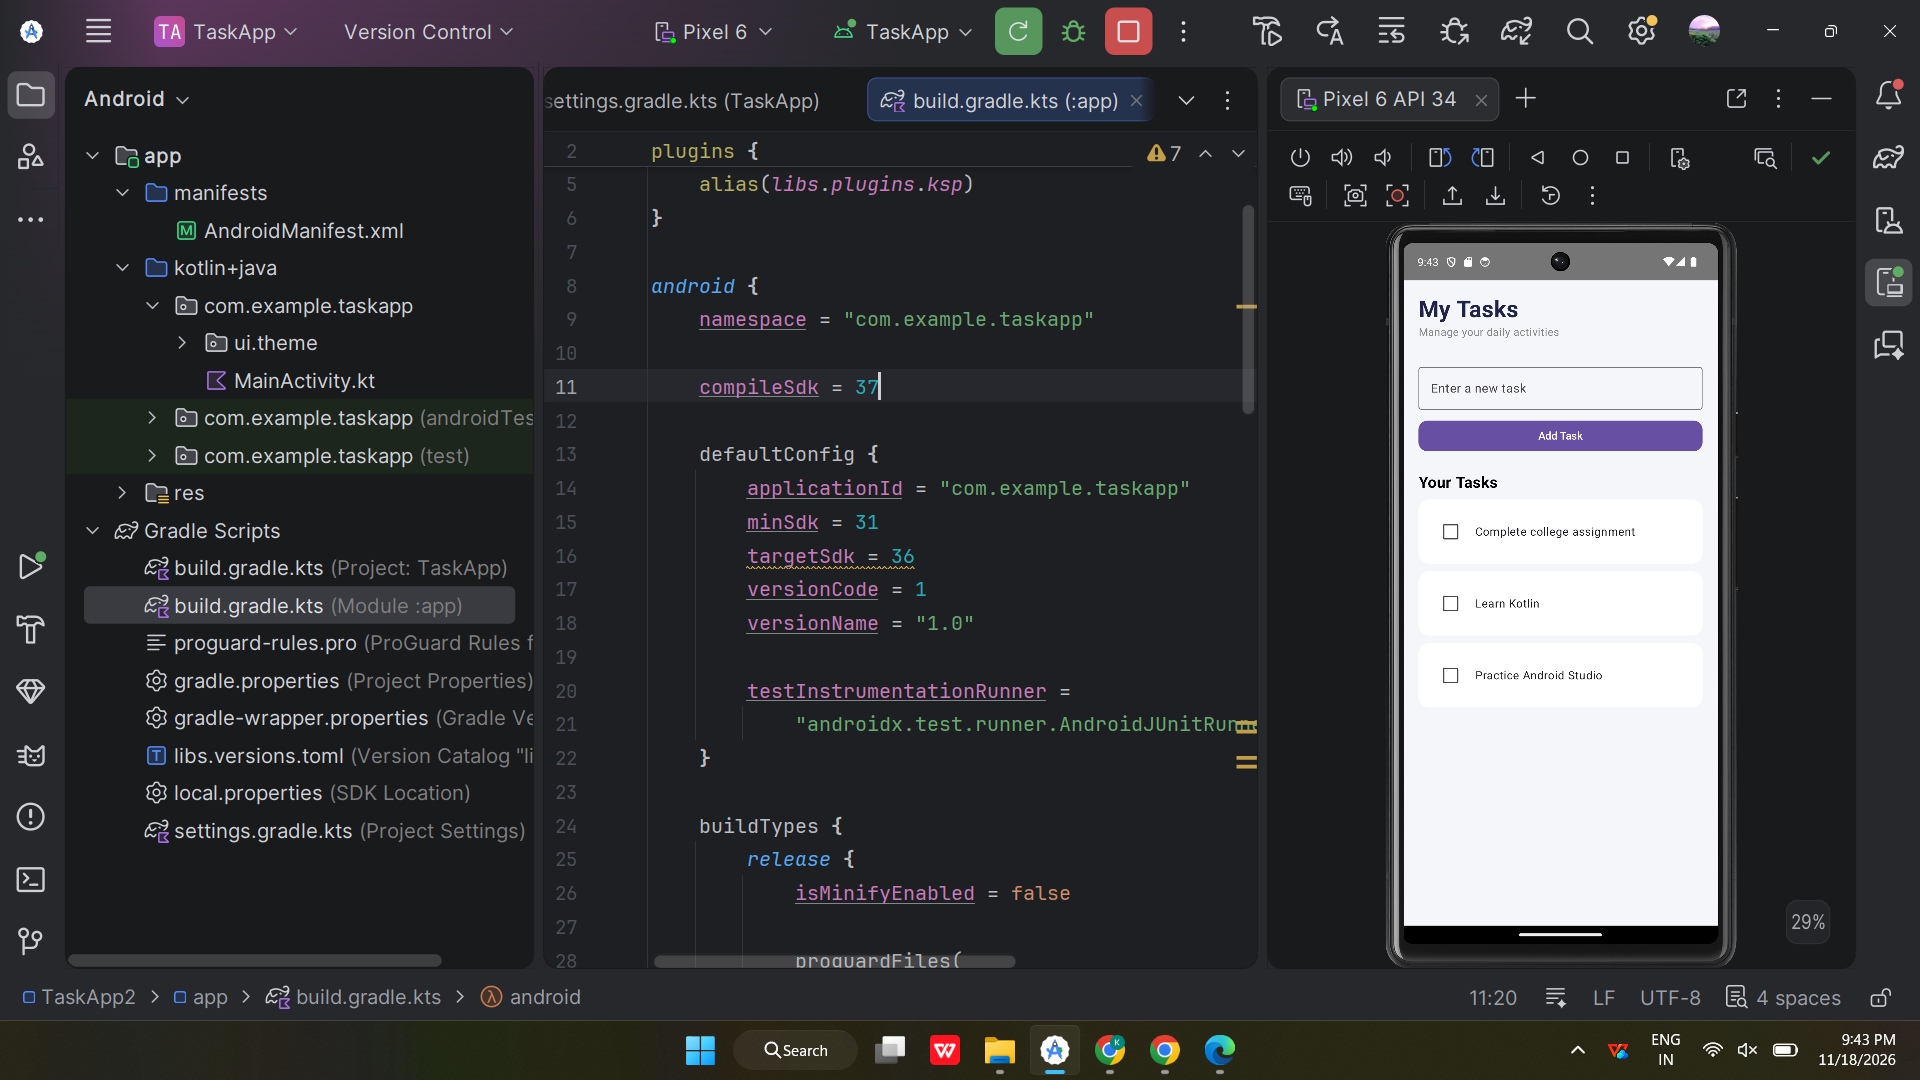 TA TaskApp
Version Control
Pixel 6
TaskApp
Android
app
manifests
AndroidManifest.xml
kotlin+java
com.example.taskapp
ui.theme
MainActivity.kt
com.example.taskapp (androidTes
com.example.taskapp (test)
res
Gradle Scripts
build.gradle.kts (Project: TaskApp)
build.gradle.kts (Module :app)
proguard-rules.pro (ProGuard Rules f
gradle.properties (Project Properties)
gradle-wrapper.properties (Gradle Ve
libs.versions.toml (Version Catalog "li
local.properties (SDK Location)
settings.gradle.kts (Project Settings)
settings.gradle.kts (TaskApp)
build.gradle.kts (:app)
7
2 plugins {
5 alias(libs.plugins.ksp)
6 }
7
8 android {
9 namespace = "com.example.taskapp"
10
11 compileSdk = 37
12
13 defaultConfig {
14 applicationId = "com.example.taskapp"
15 minSdk = 31
16 targetSdk = 36
17 versionCode = 1
18 versionName = "1.0"
19
20 testInstrumentationRunner =
21 "androidx.test.runner.AndroidJUnitRunne
22 }
23
24 buildTypes {
25 release {
26 isMinifyEnabled = false
27
28 proguardFiles(
Pixel 6 API 34
9:43
My Tasks
Manage your daily activities
Enter a new task
Add Task
Your Tasks
Complete college assignment
Learn Kotlin
Practice Android Studio
29%
TaskApp2 > app > build.gradle.kts > android
11:20 LF UTF-8 4 spaces
Search
ENG
IN
9:43 PM
11/18/2026